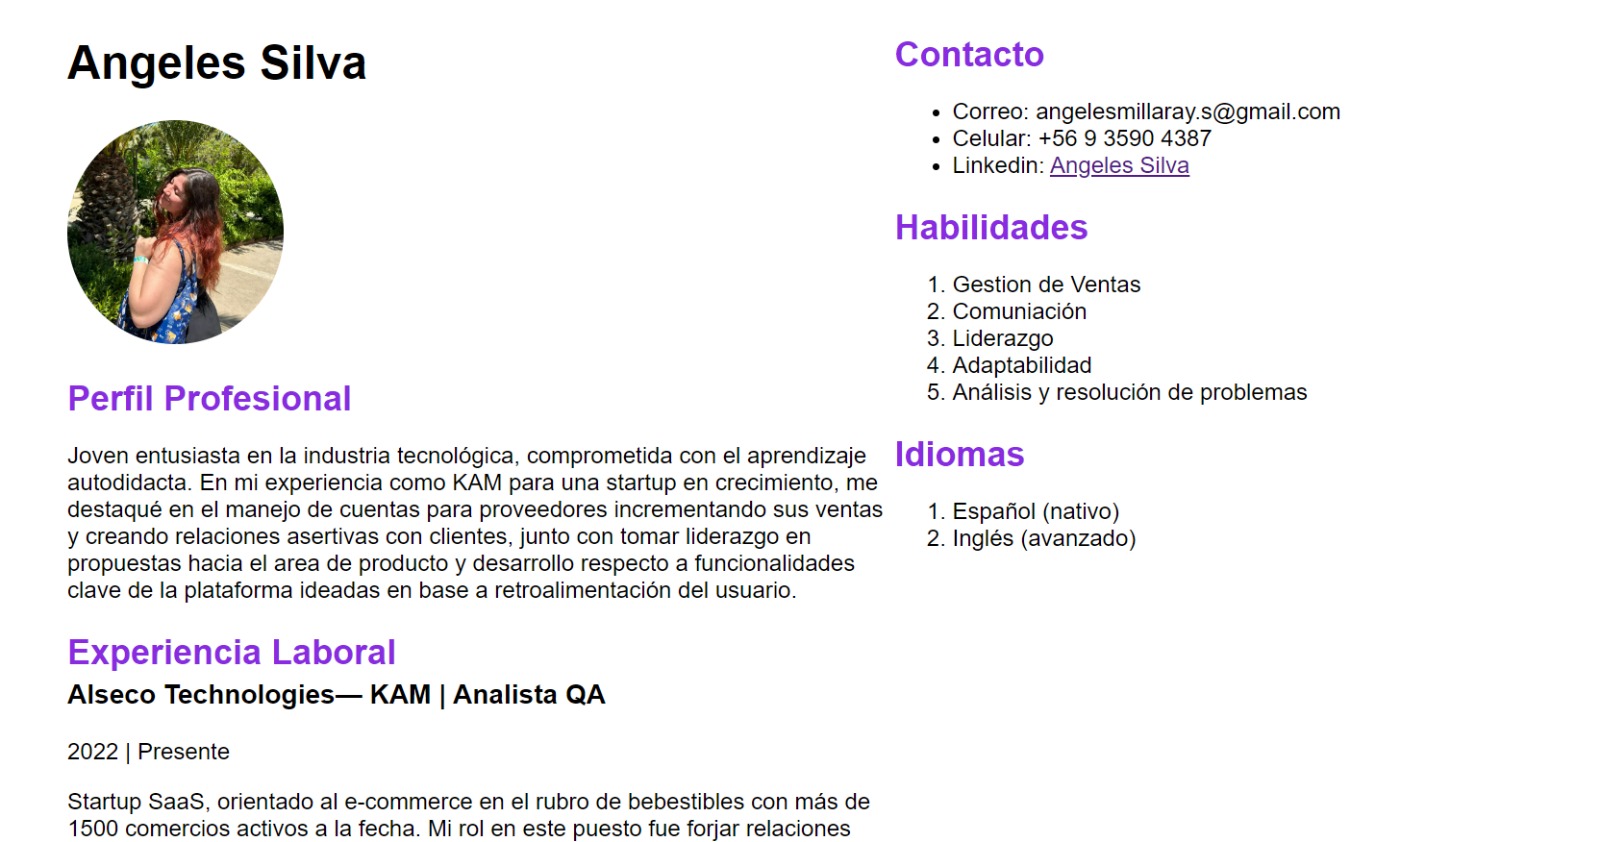 Angeles Silva
Perfil Profesional
Joven entusiasta en la industria tecnológica, comprometida con el aprendizaje
autodidacta. En mi experiencia como KAM para una startup en crecimiento, me
destaqué en el manejo de cuentas para proveedores incrementando sus ventas
y creando relaciones asertivas con clientes, junto con tomar liderazgo en
propuestas hacia el area de producto y desarrollo respecto a funcionalidades
clave de la plataforma ideadas en base a retroalimentación del usuario.
Experiencia Laboral
Alseco Technologies— KAM | Analista QA
2022 | Presente
Startup SaaS, orientado al e-commerce en el rubro de bebestibles con más de
1500 comercios activos a la fecha. Mi rol en este puesto fue forjar relaciones
Contacto
• Correo: angelesmillaray.s@gmail.com
• Celular: +56 9 3590 4387
• Linkedin: Angeles Silva
Habilidades
1. Gestion de Ventas
2. Comuniación
3. Liderazgo
4. Adaptabilidad
5. Análisis y resolución de problemas
Idiomas
1. Español (nativo)
2. Inglés (avanzado)